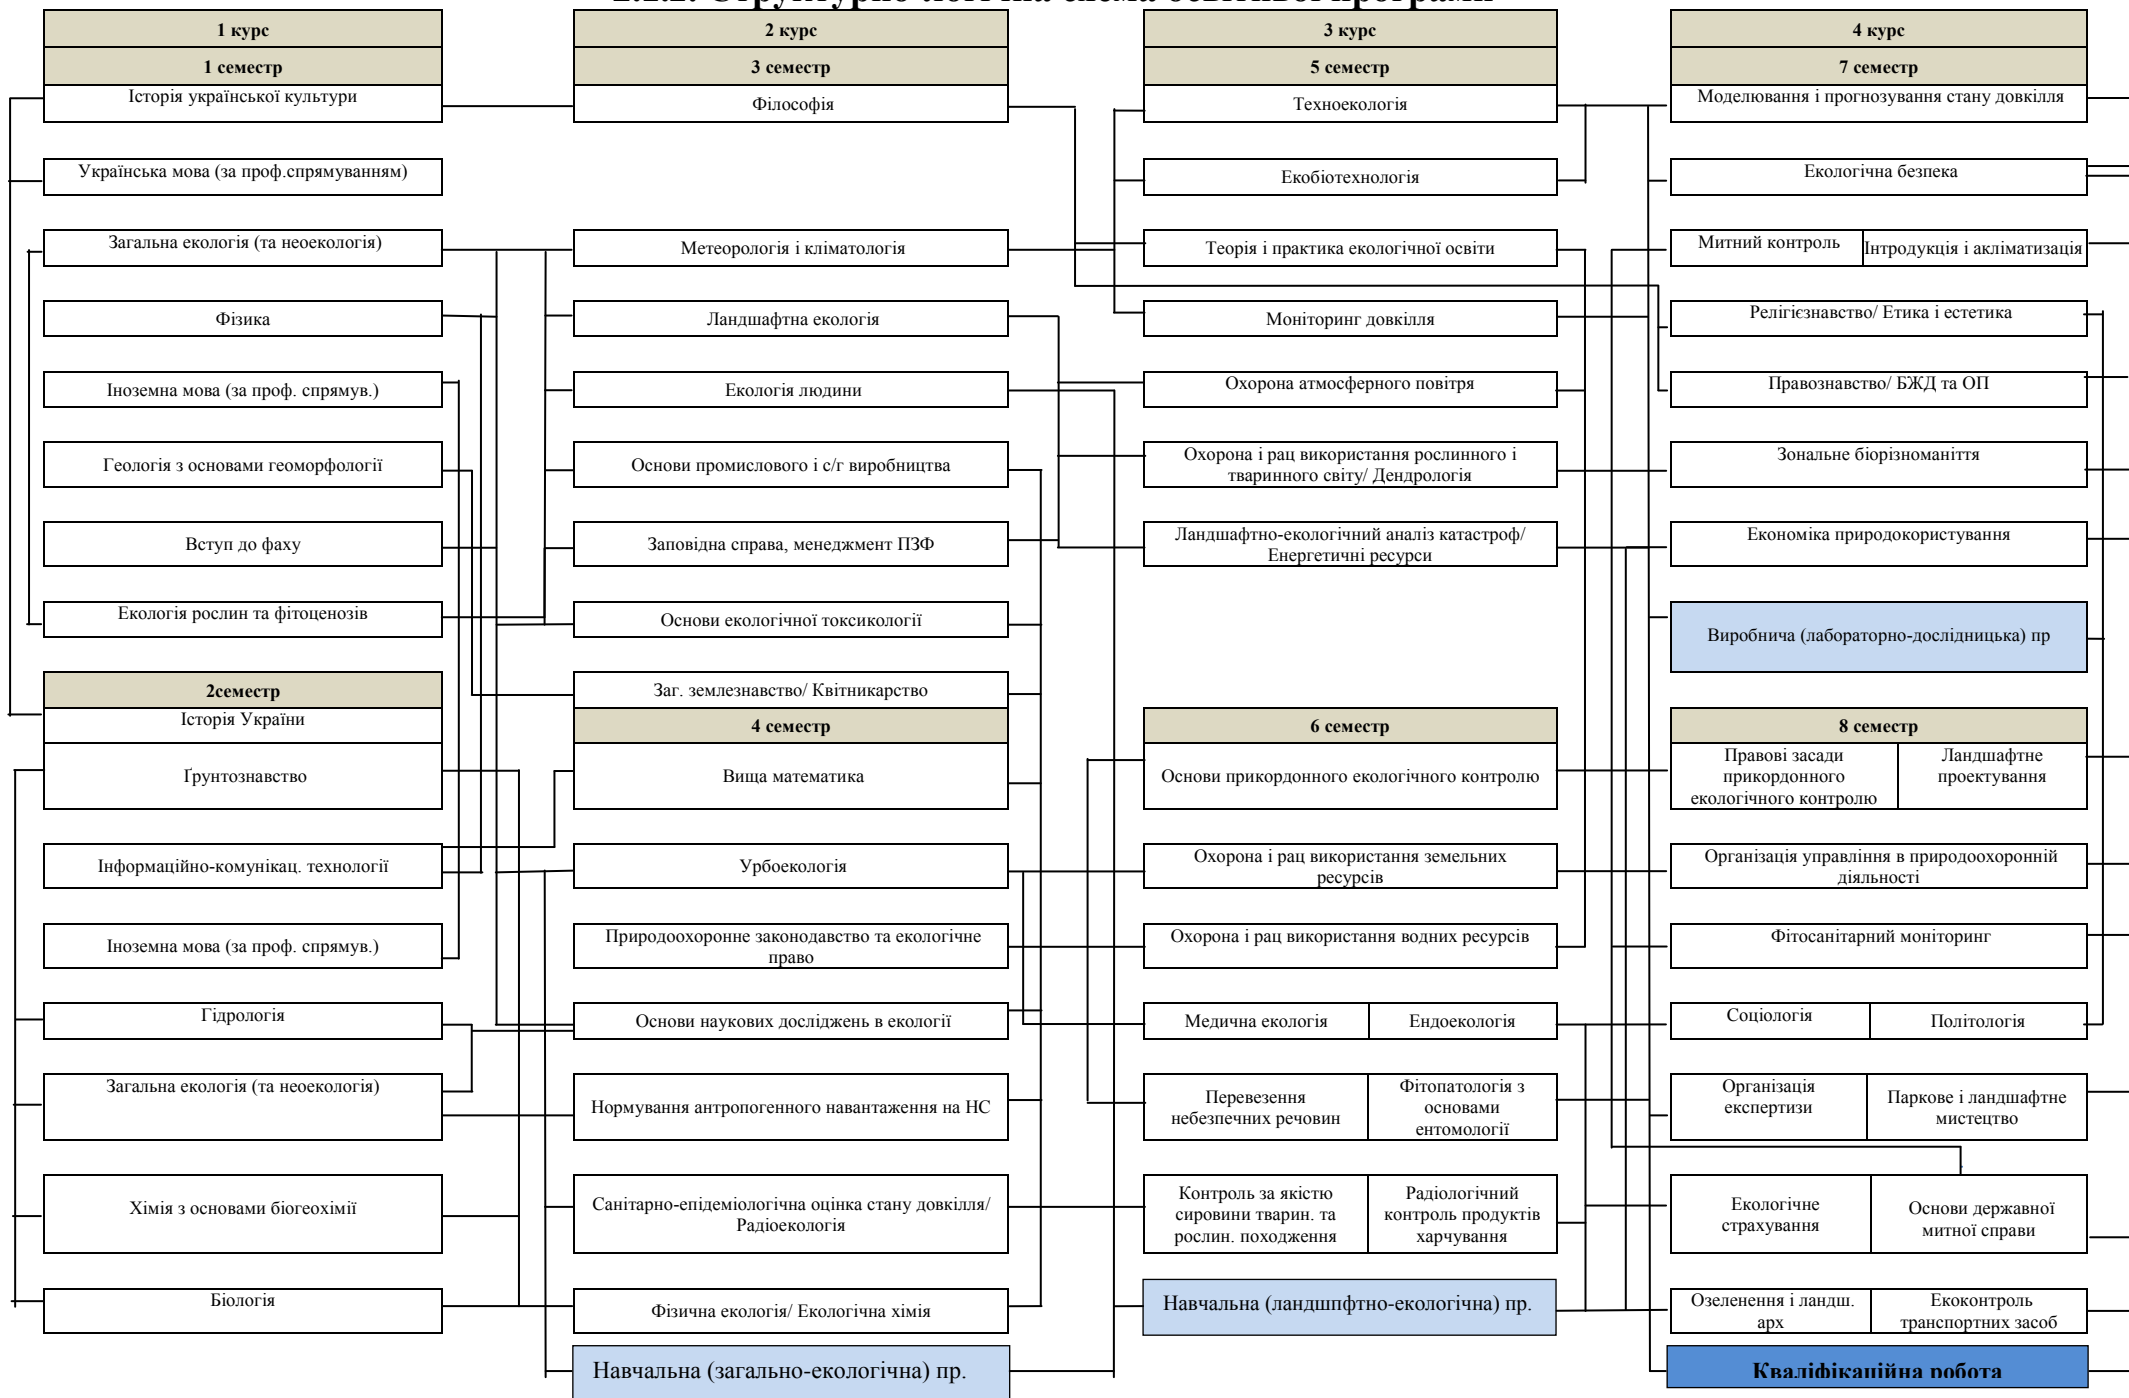 2.2.2. Структурно-логічна схема освітньої програми
1 курс
1 семестр
Історія української культури
Українська мова (за проф.спрямуванням)
Загальна екологія (та неоекологія)
Фізика
Іноземна мова (за проф. спрямув.)
Геологія з основами геоморфології
Вступ до фаху
Екологія рослин та фітоценозів
2семестр
Історія України
Ґрунтознавство
Інформаційно-комунікац. технології
Іноземна мова (за проф. спрямув.)
Гідрологія
Загальна екологія (та неоекологія)
Хімія з основами біогеохімії
Біологія
2 курс
3 семестр
Філософія
Метеорологія і кліматологія
Ландшафтна екологія
Екологія людини
Основи промислового і с/г виробництва
Заповідна справа, менеджмент ПЗФ
Основи екологічної токсикології
Заг. землезнавство/ Квітникарство
4 семестр
Вища математика
Урбоекологія
Природоохоронне законодавство та екологічне
право
Основи наукових досліджень в екології
Нормування антропогенного навантаження на НС
Санітарно-епідеміологічна оцінка стану довкілля/
Радіоекологія
Фізична екологія/ Екологічна хімія
Навчальна (загально-екологічна) пр.
3 курс
5 семестр
Техноекологія
Екобіотехнологія
Теорія і практика екологічної освіти
Моніторинг довкілля
Охорона атмосферного повітря
Охорона і рац використання рослинного і
тваринного світу/ Дендрологія
Ландшафтно-екологічний аналіз катастроф/
Енергетичні ресурси
6 семестр
Основи прикордонного екологічного контролю
Охорона і рац використання земельних
ресурсів
Охорона і рац використання водних ресурсів
Медична екологія
Ендоекологія
Перевезення
небезпечних речовин
Фітопатологія з
основами
ентомології
Контроль за якістю
сировини тварин. та
рослин. походження
Радіологічний
контроль продуктів
харчування
Навчальна (ландшпфтно-екологічна) пр.
4 курс
7 семестр
Моделювання і прогнозування стану довкілля
Екологічна безпека
Митний контроль
Інтродукція і акліматизація
Релігієзнавство/ Етика і естетика
Правознавство/ БЖД та ОП
Зональне біорізноманіття
Економіка природокористування
Виробнича (лабораторно-дослідницька) пр
8 семестр
Правові засади
прикордонного
екологічного контролю
Ландшафтне
проектування
Організація управління в природоохоронній
діяльності
Фітосанітарний моніторинг
Соціологія
Політологія
Організація
експертизи
Паркове і ландшафтне
мистецтво
Екологічне
страхування
Основи державної
митної справи
Озеленення і ландш.
арх
Екоконтроль
транспортних засоб
Кваліфікаційна робота